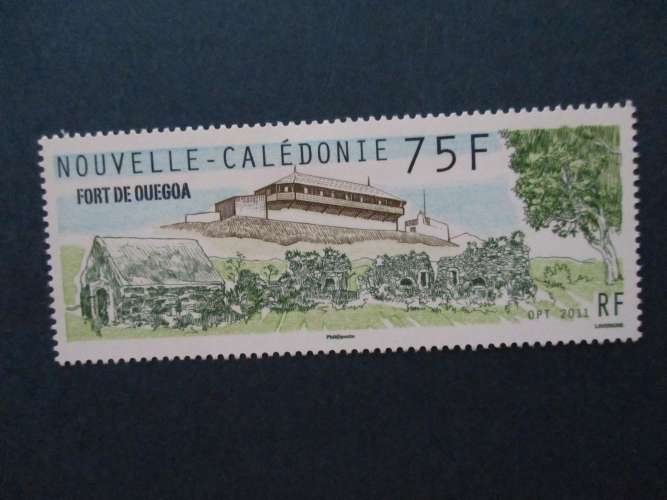 NOUVELLE-CALÉDONIE 75F
FORT DE OUEGOA
OPT 2011 RF